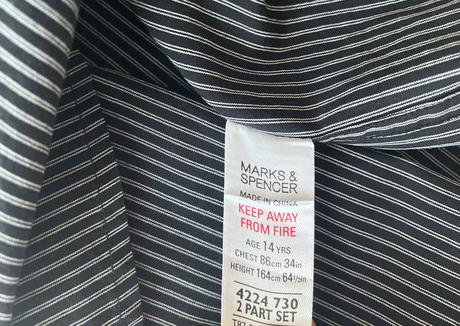 MARKS &
SPENCER
MADE IN CHINA
KEEP AWAY
FROM FIRE
AGE 14 YRS
CHEST 86cm 34in
HEIGHT 164cm 64½in
4224 730
2 PART SET